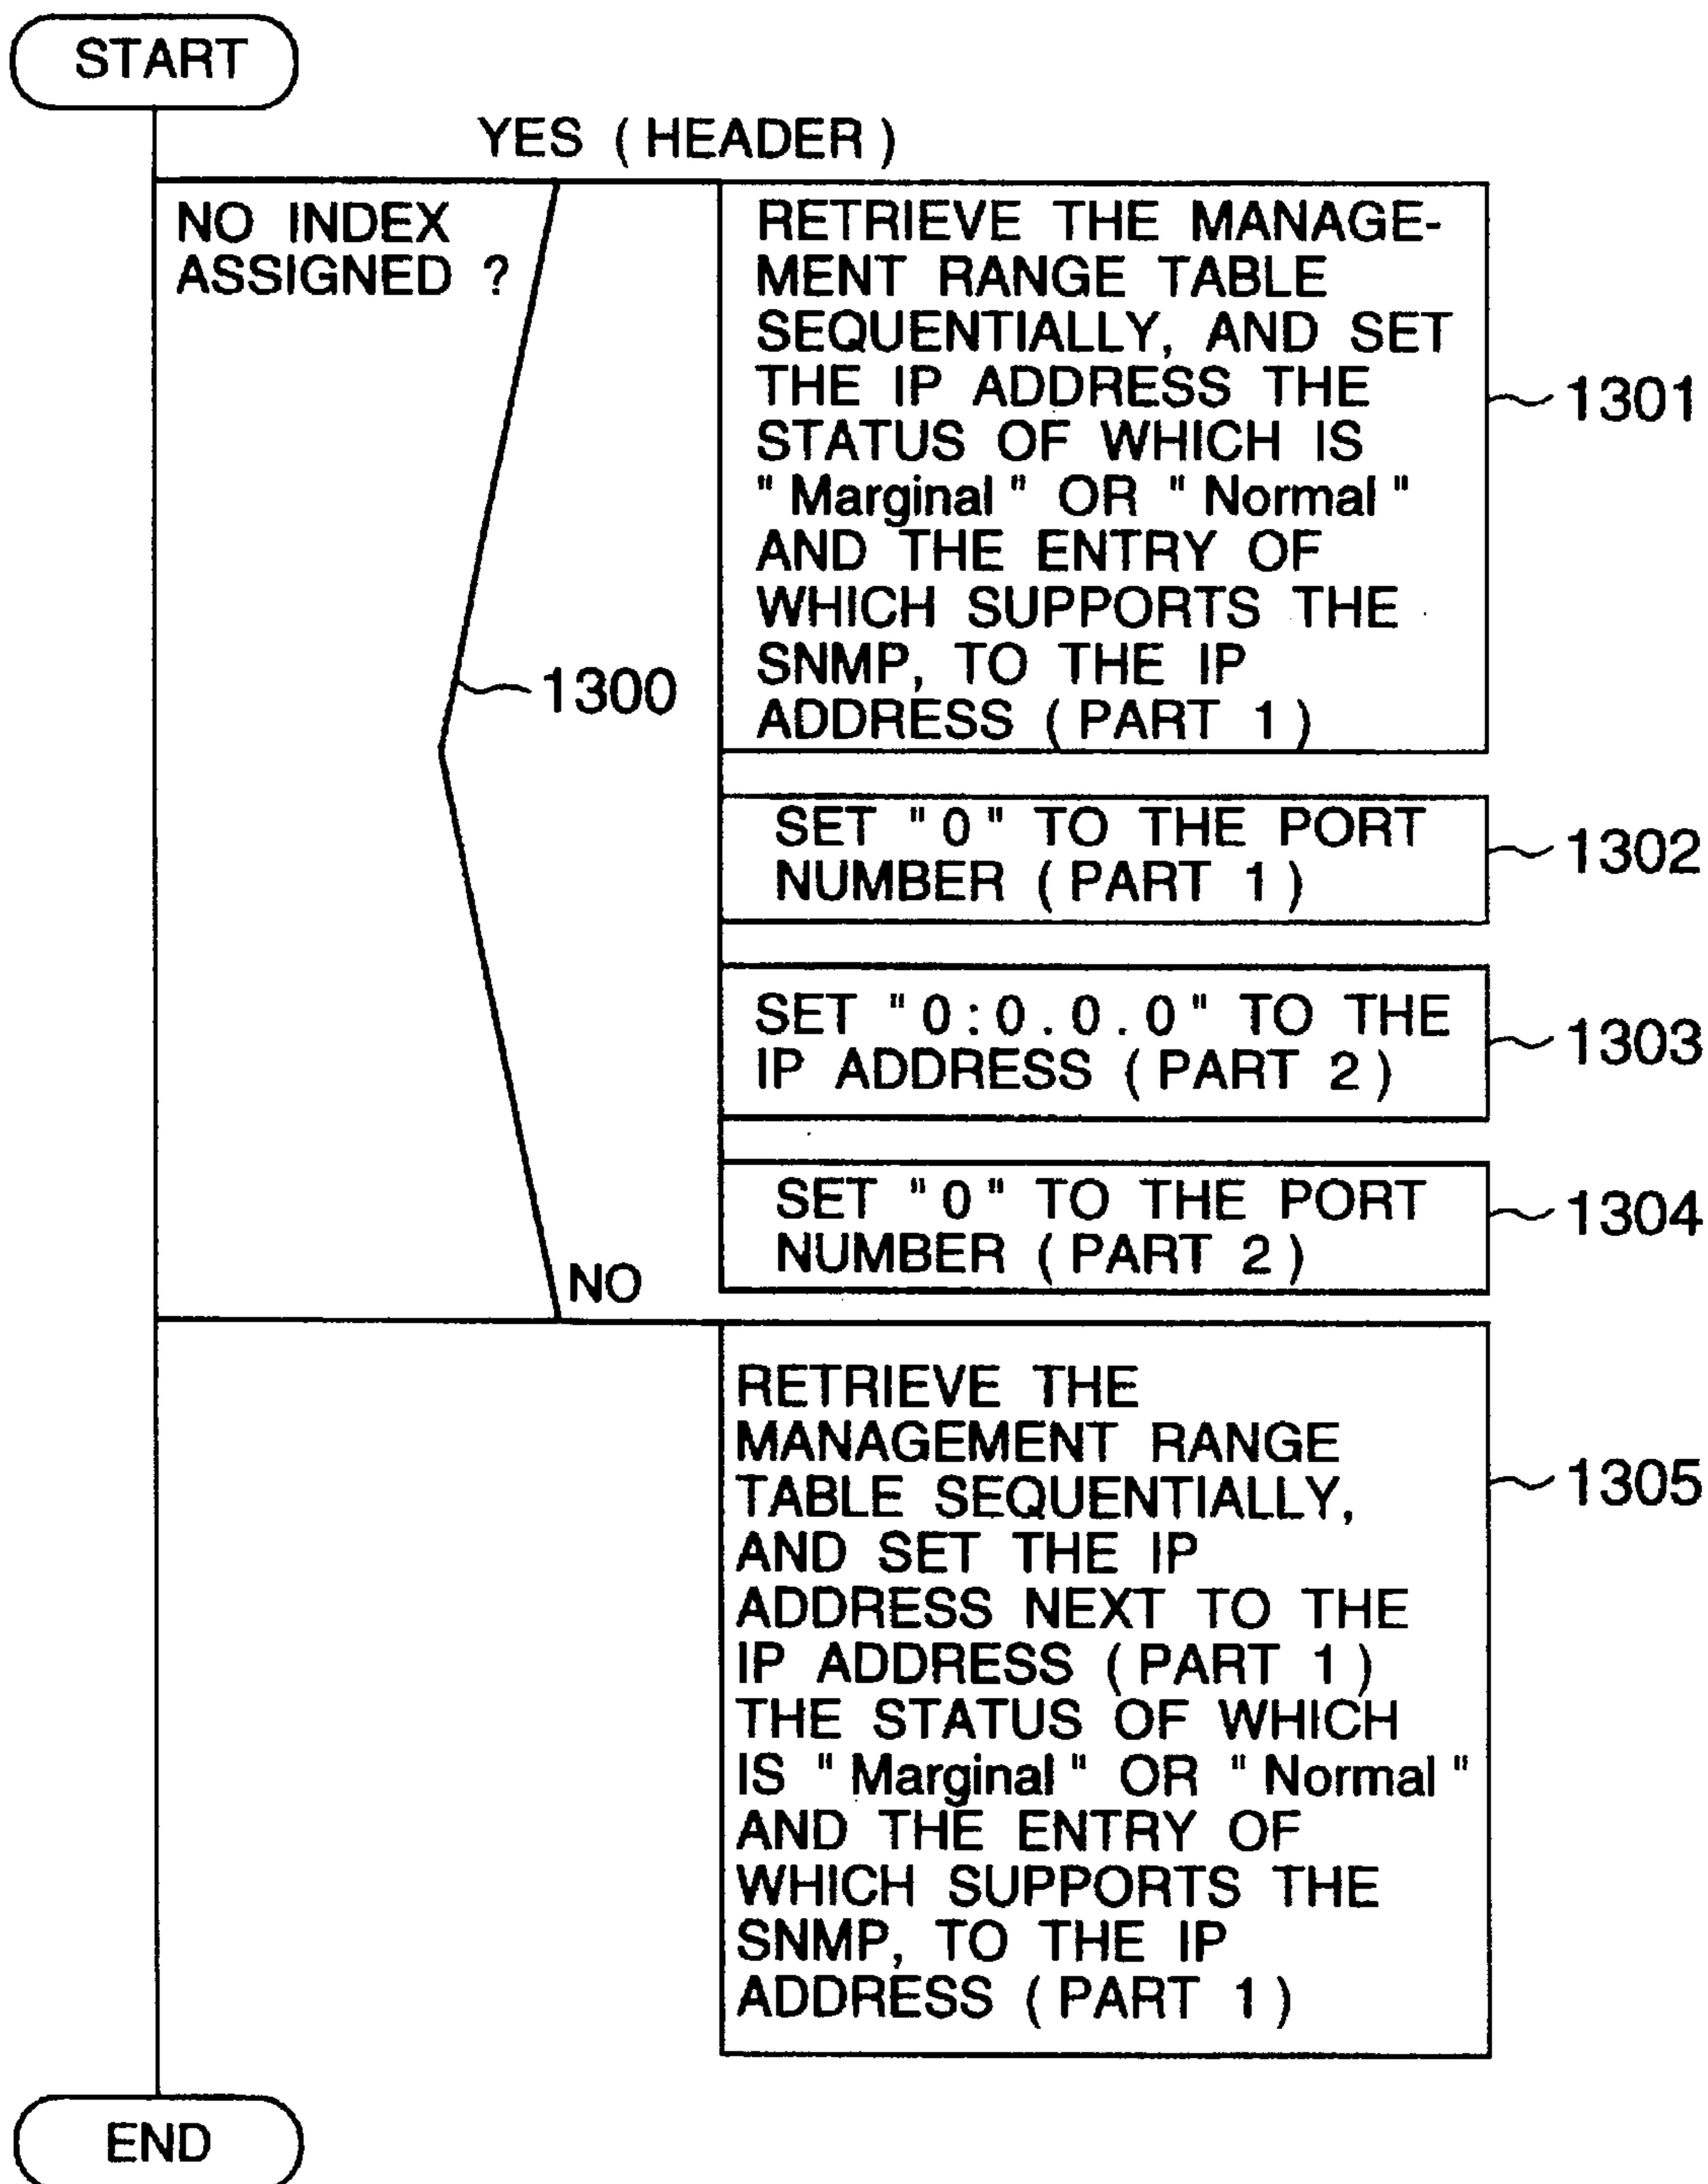 START
YES ( HEADER )
NO INDEX
ASSIGNED ?
1300
RETRIEVE THE MANAGE-
MENT RANGE TABLE
SEQUENTIALLY, AND SET
THE IP ADDRESS THE
STATUS OF WHICH IS
" Marginal " OR " Normal "
AND THE ENTRY OF
WHICH SUPPORTS THE
SNMP, TO THE IP
ADDRESS ( PART 1 )
1301
SET " 0 " TO THE PORT
NUMBER ( PART 1 )
1302
SET " 0 : 0 . 0 . 0 " TO THE
IP ADDRESS ( PART 2 )
1303
SET " 0 " TO THE PORT
NUMBER ( PART 2 )
1304
NO
RETRIEVE THE
MANAGEMENT RANGE
TABLE SEQUENTIALLY,
AND SET THE IP
ADDRESS NEXT TO THE
IP ADDRESS ( PART 1 )
THE STATUS OF WHICH
IS " Marginal " OR " Normal "
AND THE ENTRY OF
WHICH SUPPORTS THE
SNMP, TO THE IP
ADDRESS ( PART 1 )
1305
END